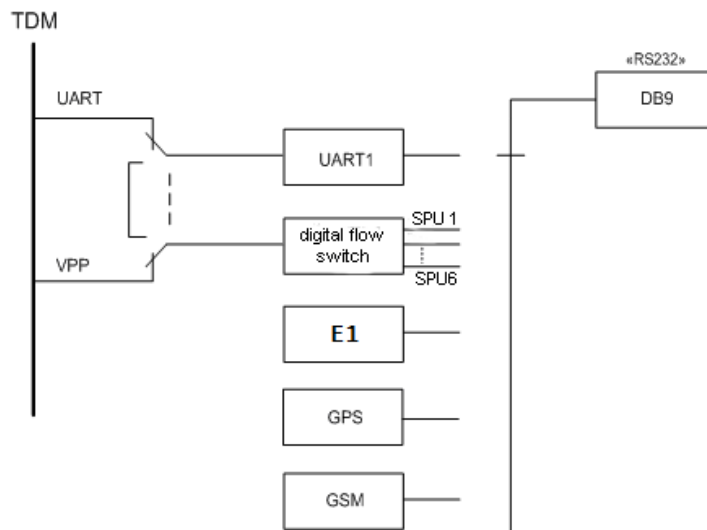 TDM
«RS232»
DB9
UART
UART1
SPU 1
digital flow
switch
SPU6
VPP
E1
GPS
GSM